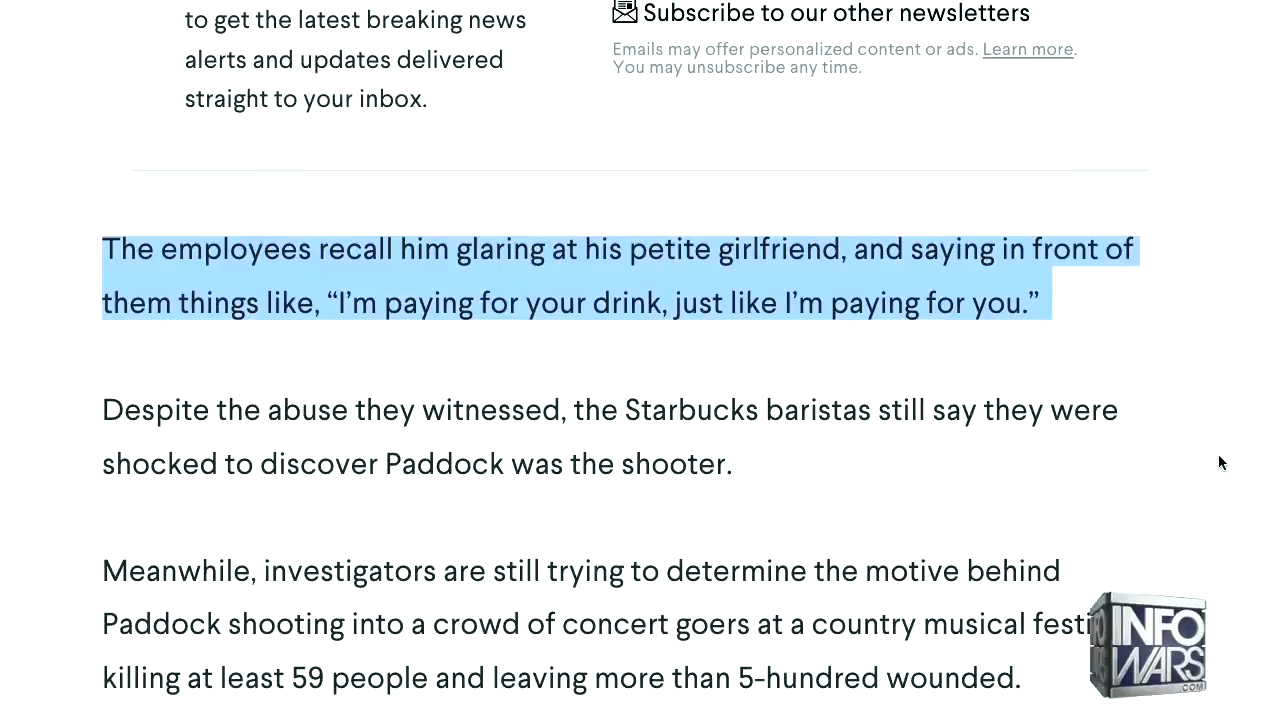 to get the latest breaking news
alerts and updates delivered
straight to your inbox.
Subscribe to our other newsletters
Emails may offer personalized content or ads. Learn more.
You may unsubscribe any time.
The employees recall him glaring at his petite girlfriend, and saying in front of
them things like, “I’m paying for your drink, just like I’m paying for you.”
Despite the abuse they witnessed, the Starbucks baristas still say they were
shocked to discover Paddock was the shooter.
Meanwhile, investigators are still trying to determine the motive behind
Paddock shooting into a crowd of concert goers at a country musical festi
killing at least 59 people and leaving more than 5-hundred wounded.
INFO
WARS
.COM